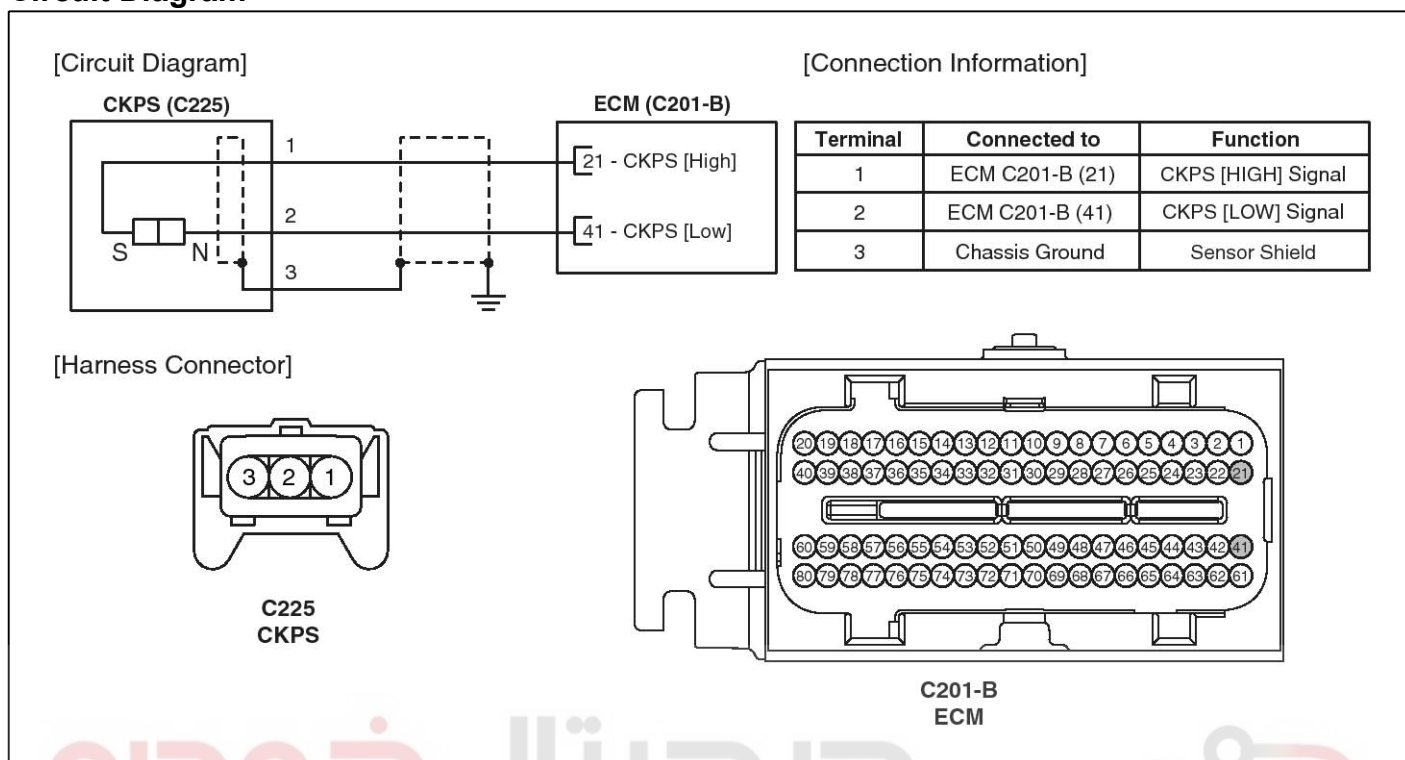 [Circuit Diagram]
CKPS (C225)
ECM (C201-B)
1
21 - CKPS [High]
2
41 - CKPS [Low]
S N
3
[Connection Information]
Terminal Connected to Function
1 ECM C201-B (21) CKPS [HIGH] Signal
2 ECM C201-B (41) CKPS [LOW] Signal
3 Chassis Ground Sensor Shield
[Harness Connector]
3 2 1
C225
CKPS
20 19 18 17 16 15 14 13 12 11 10 9 8 7 6 5 4 3 2 1
40 39 38 37 36 35 34 33 32 31 30 29 28 27 26 25 24 23 22 21
60 59 58 57 56 55 54 53 52 51 50 49 48 47 46 45 44 43 42 41
80 79 78 77 76 75 74 73 72 71 70 69 68 67 66 65 64 63 62 61
C201-B
ECM